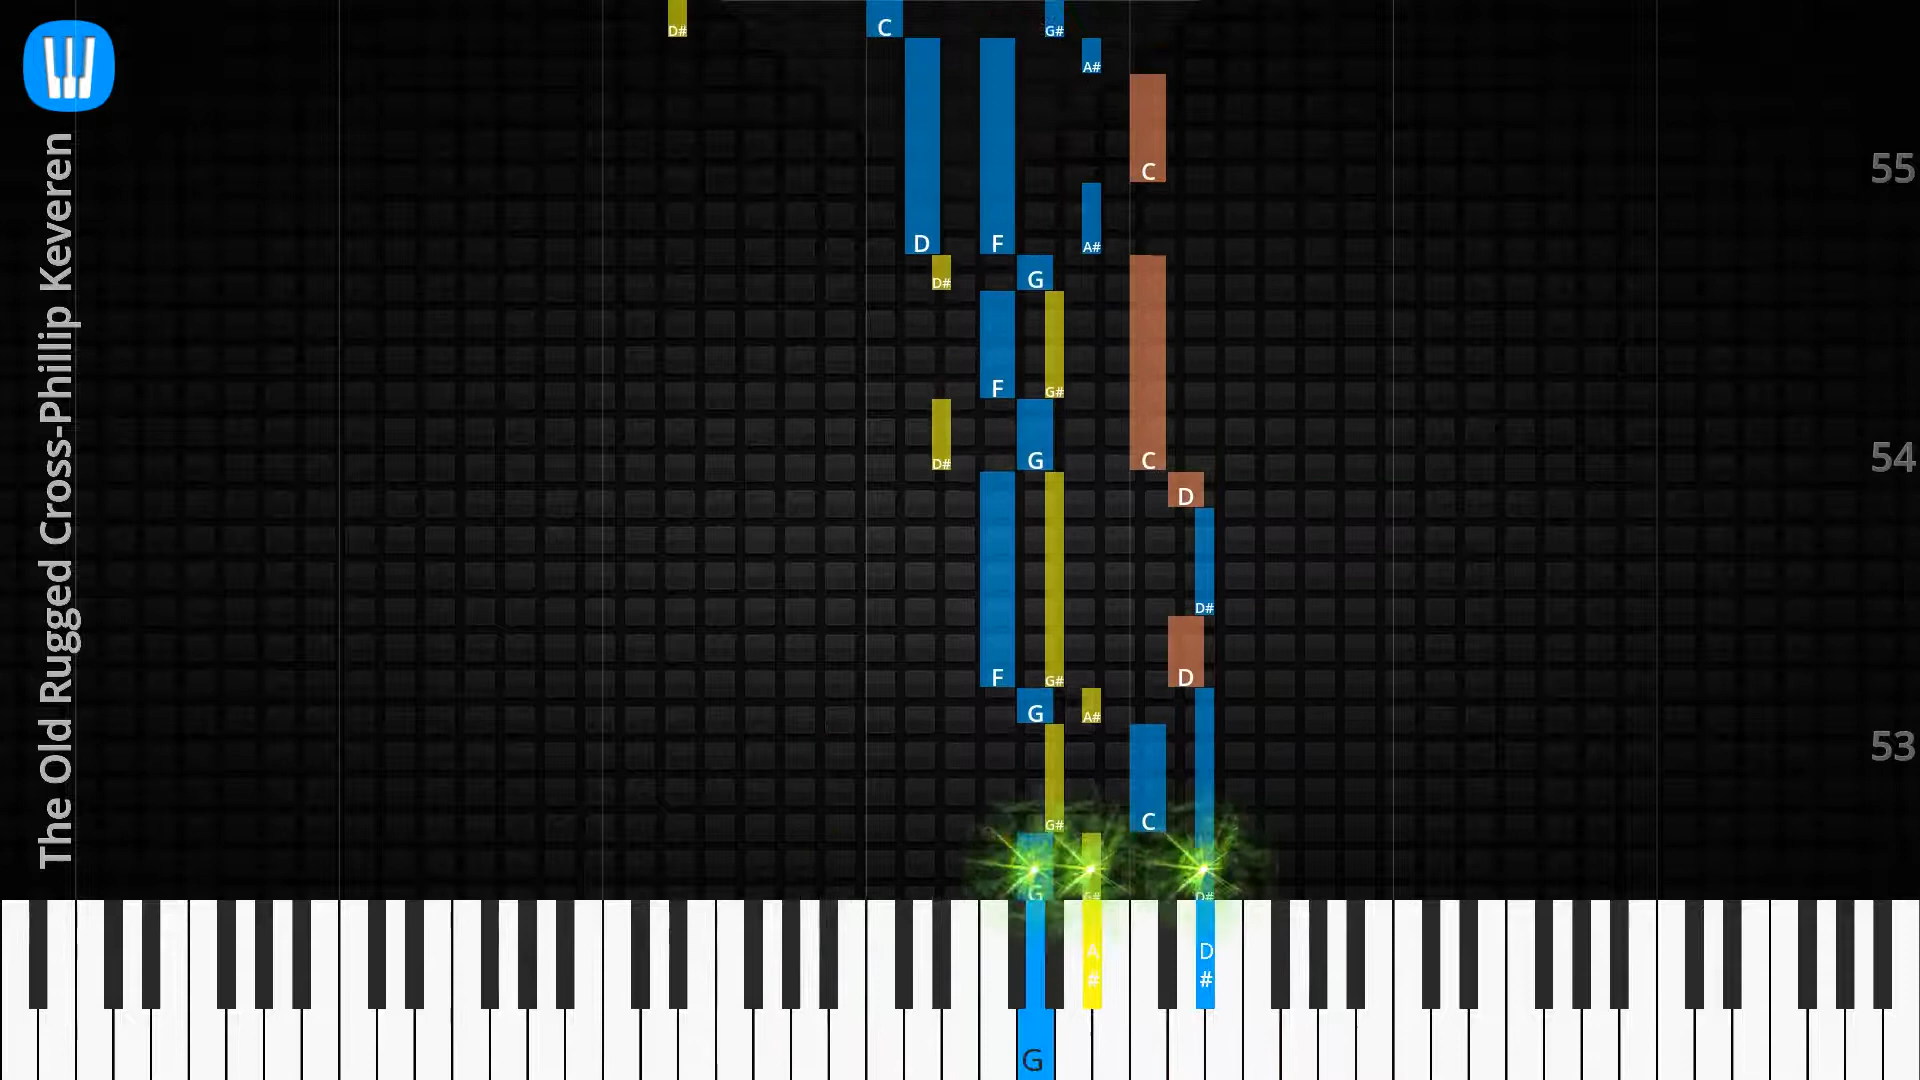 The Old Rugged Cross-Phillip Keveren
D# C G#
A#
C
55
D F A#
D# G
F G#
D# G C
54
D
D#
F G# D
G A#
53
G# C
G G# D#
A# D#
G